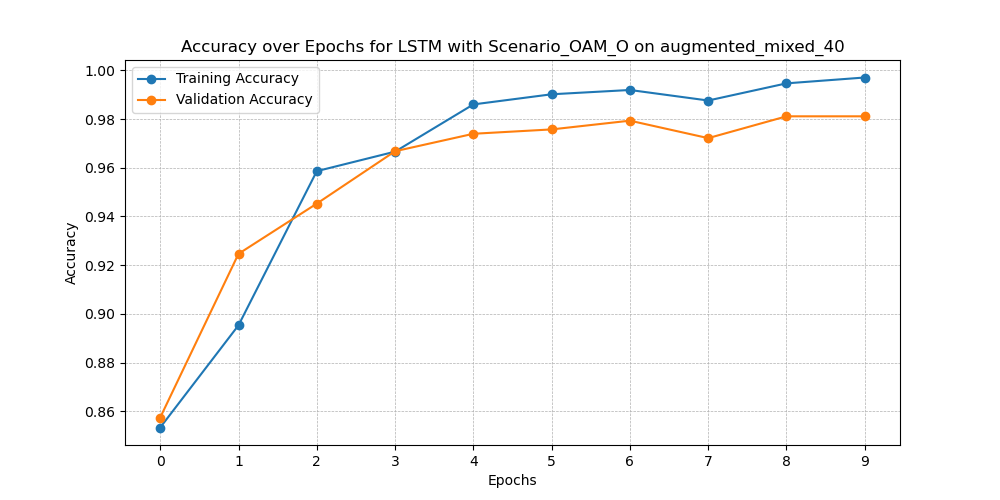 Accuracy over Epochs for LSTM with Scenario_OAM_O on augmented_mixed_40
Training Accuracy
Validation Accuracy
1.00
0.98
0.96
0.94
0.92
0.90
0.88
0.86
Accuracy
0 1 2 3 4 5 6 7 8 9
Epochs